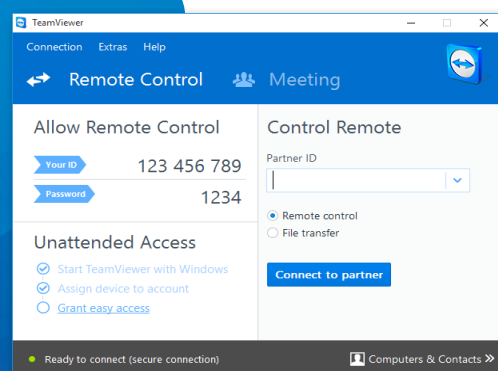 TeamViewer
Connection Extras Help
Remote Control Meeting
Allow Remote Control
Your ID 123 456 789
Password 1234
Unattended Access
Start TeamViewer with Windows
Assign device to account
Grant easy access
Control Remote
Partner ID
Remote control
File transfer
Connect to partner
Ready to connect (secure connection) Computers & Contacts